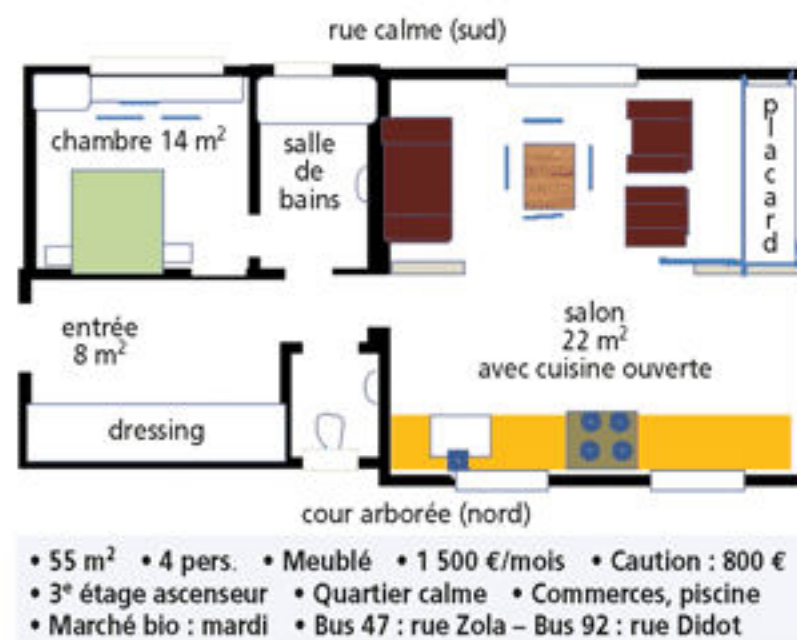 rue calme (sud)
chambre 14 m²
salle
de
bains
placard
entrée
8 m²
salon
22 m²
avec cuisine ouverte
dressing
cour arborée (nord)
• 55 m² • 4 pers. • Meublé • 1 500 €/mois • Caution : 800 €
• 3e étage ascenseur • Quartier calme • Commerces, piscine
• Marché bio : mardi • Bus 47 : rue Zola – Bus 92 : rue Didot